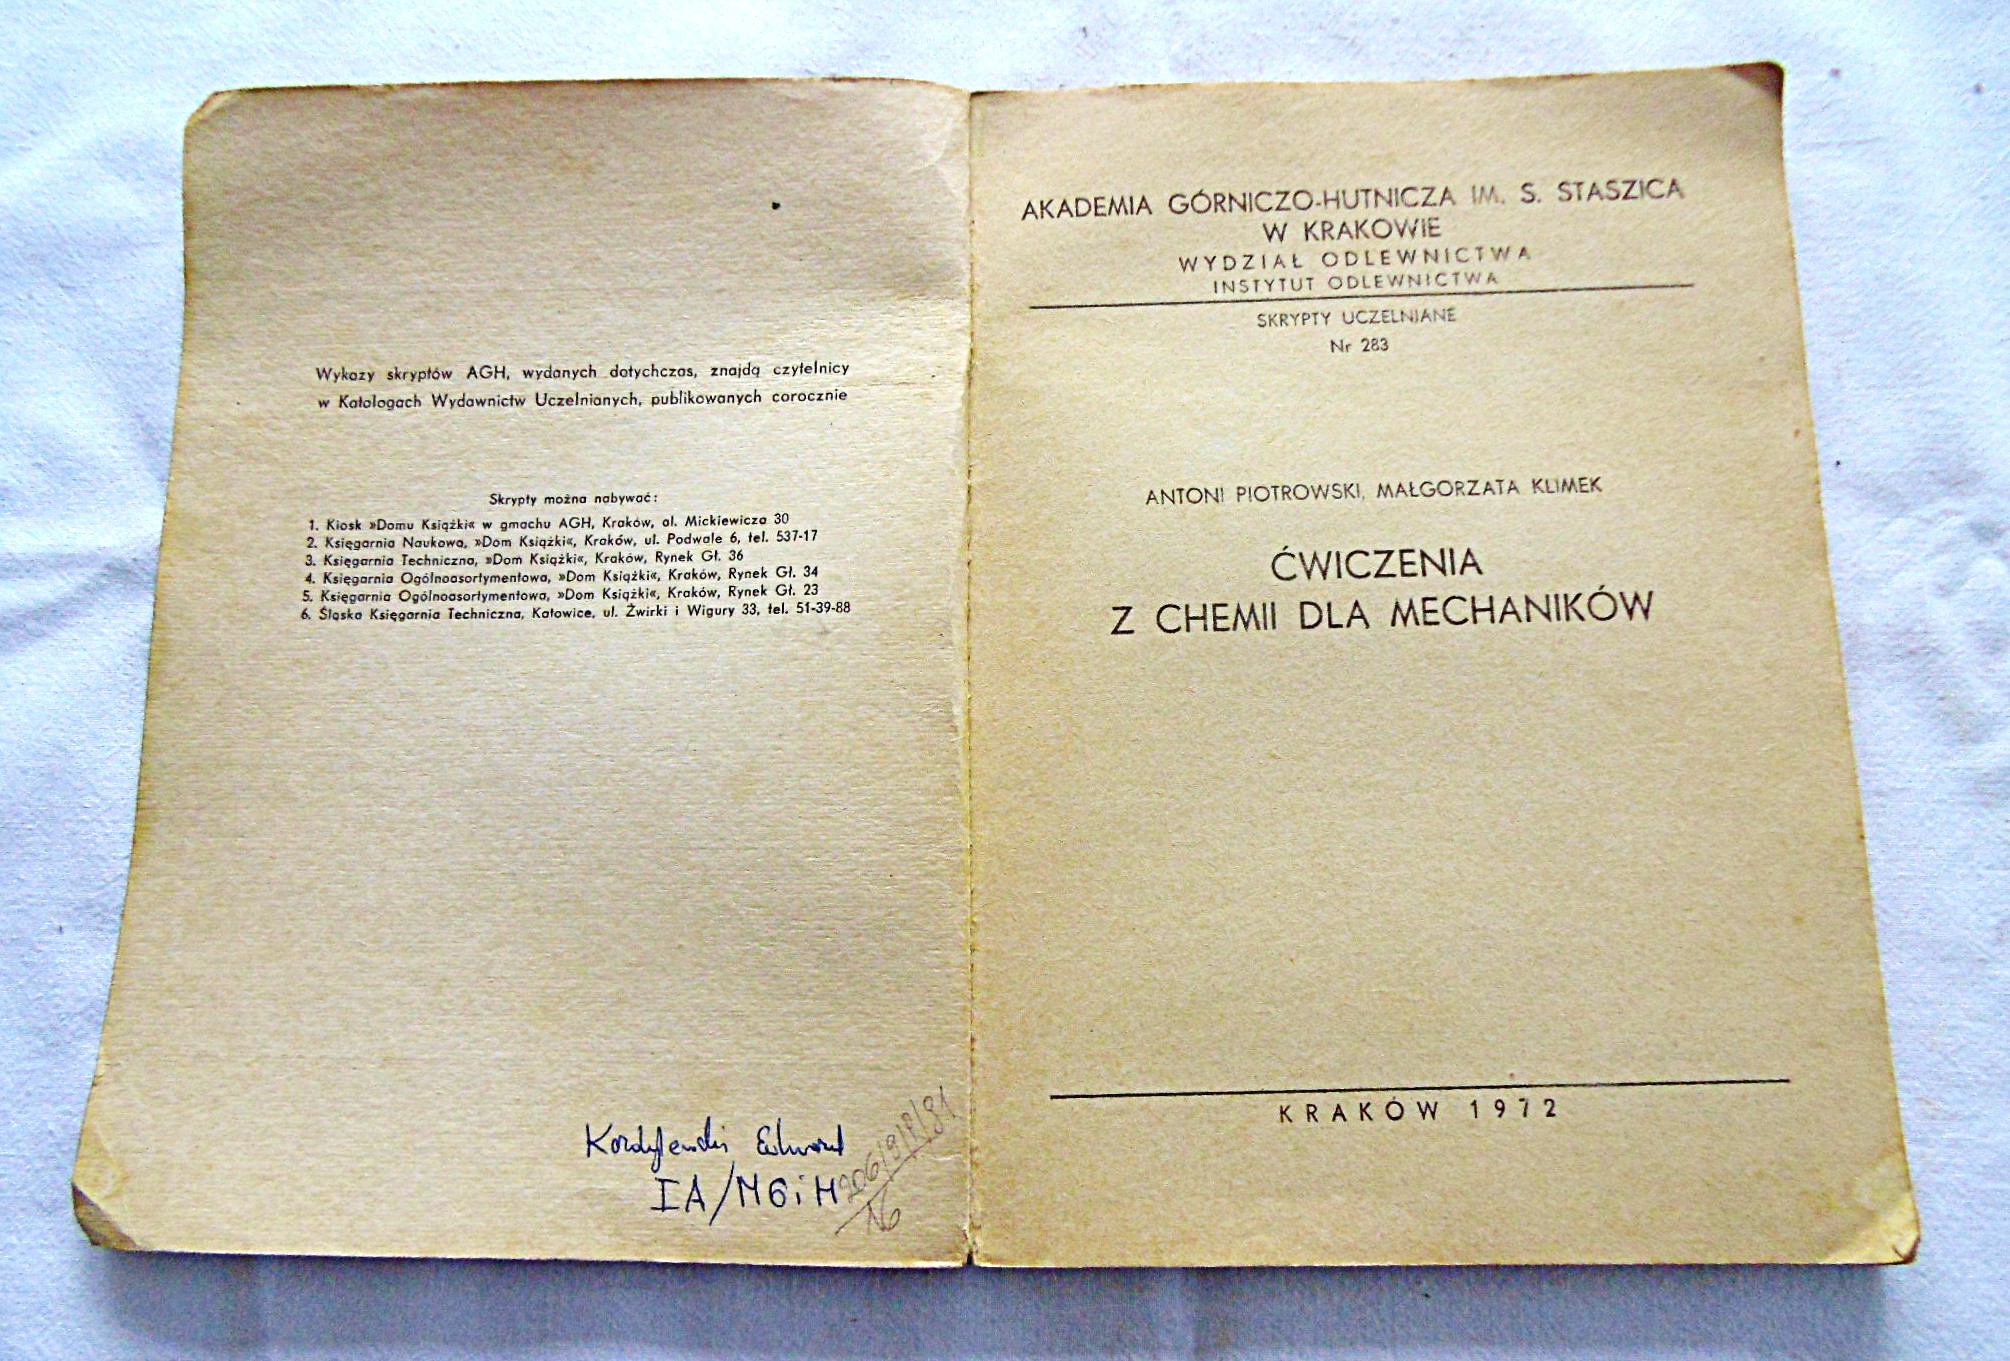 Wykazy skryptów AGH, wydanych dotychczas, znajdą czytelnicy
w Katalogach Wydawnictw Uczelnianych, publikowanych corocznie
Skrypty można nabywać:
1. Kiosk »Domu Książki« w gmachu AGH, Kraków, al. Mickiewicza 30
2. Księgarnia Naukowa, »Dom Książki«, Kraków, ul. Podwale 6, tel. 537-17
3. Księgarnia Techniczna, »Dom Książki«, Kraków, Rynek Gł. 36
4. Księgarnia Ogólnoasortymentowa, »Dom Książki«, Kraków, Rynek Gł. 34
5. Księgarnia Ogólnoasortymentowa, »Dom Książki«, Kraków, Rynek Gł. 23
6. Śląska Księgarnia Techniczna, Katowice, ul. Żwirki i Wigury 33, tel. 51-39-88
Edward
IA/MGiH
AKADEMIA GÓRNICZO-HUTNICZA IM. S. STASZICA
W KRAKOWIE
WYDZIAŁ ODLEWNICTWA
INSTYTUT ODLEWNICTWA
SKRYPTY UCZELNIANE
Nr 283
ANTONI PIOTROWSKI, MAŁGORZATA KLIMEK
ĆWICZENIA
Z CHEMII DLA MECHANIKÓW
KRAKÓW 1972